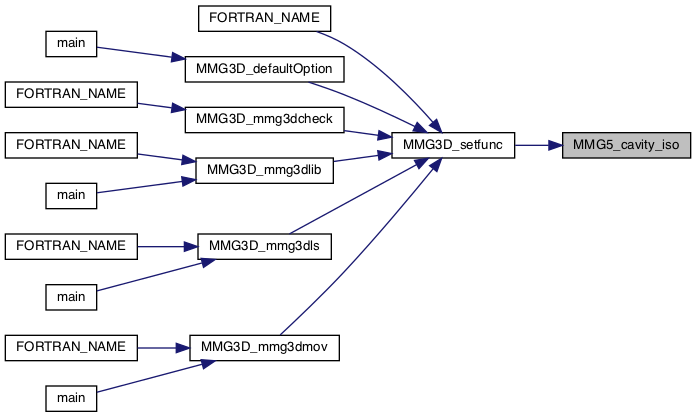 FORTRAN_NAME
main
MMG3D_defaultOption
FORTRAN_NAME
MMG3D_mmg3dcheck
FORTRAN_NAME
MMG3D_setfunc
MMG5_cavity_iso
MMG3D_mmg3dlib
main
FORTRAN_NAME
MMG3D_mmg3dls
main
FORTRAN_NAME
MMG3D_mmg3dmov
main